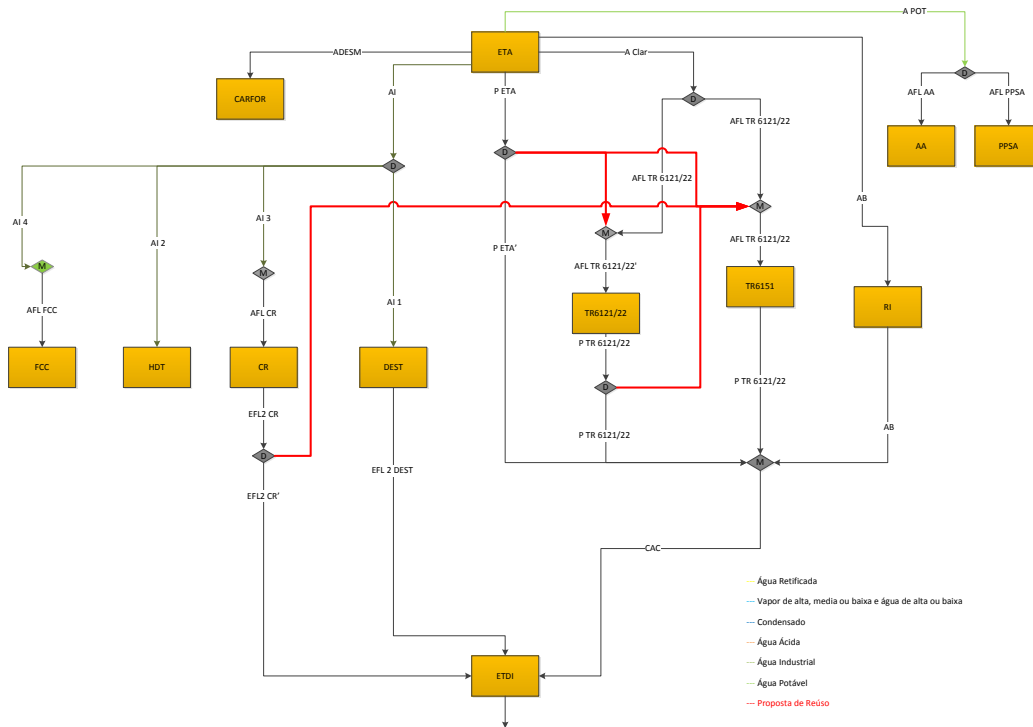 A POT
ETA
ADESM
A Clar
AI
P ETA
D
CARFOR
D
AFL AA
AFL PPSA
AFL TR 6121/22
AA
PPSA
D
D
AFL TR 6121/22
AI 4
AI 2
AI 3
AB
M
M
P ETA'
AFL TR 6121/22
M
M
AFL TR 6121/22'
TR6151
AI 1
AFL FCC
AFL CR
RI
TR6121/22
P TR 6121/22
FCC
HDT
CR
DEST
P TR 6121/22
D
EFL2 CR
AB
P TR 6121/22
D
M
EFL 2 DEST
EFL2 CR'
CAC
Água Retificada
Vapor de alta, media ou baixa e água de alta ou baixa
Condensado
Água Ácida
Água Industrial
ETDI
Água Potável
Proposta de Reúso